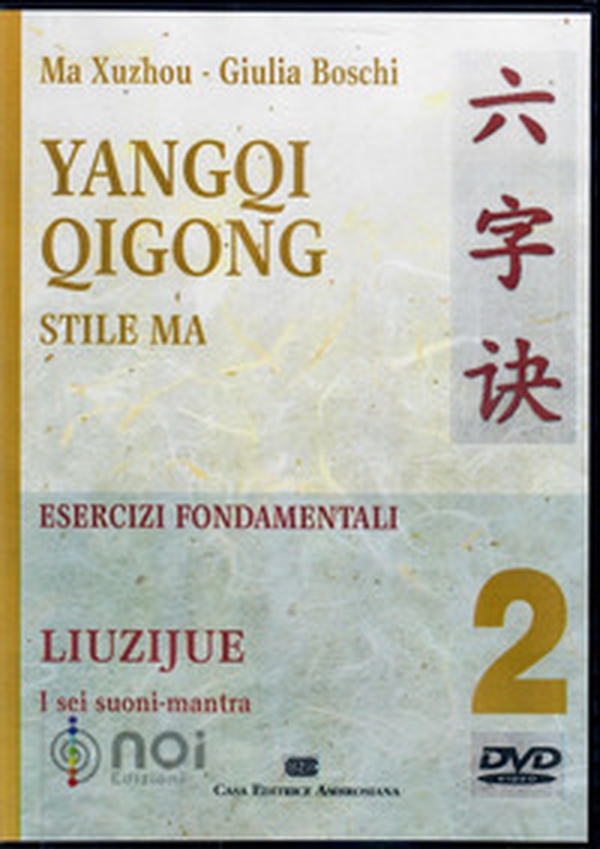 Ma Xuzhou - Giulia Boschi
YANGQI
QIGONG
STILE MA
六字诀
ESERCIZI FONDAMENTALI
LIUZIJUE
I sei suoni-mantra
2
noi
Edizioni
CASA EDITRICE AMBROSIANA
DVD
VIDEO